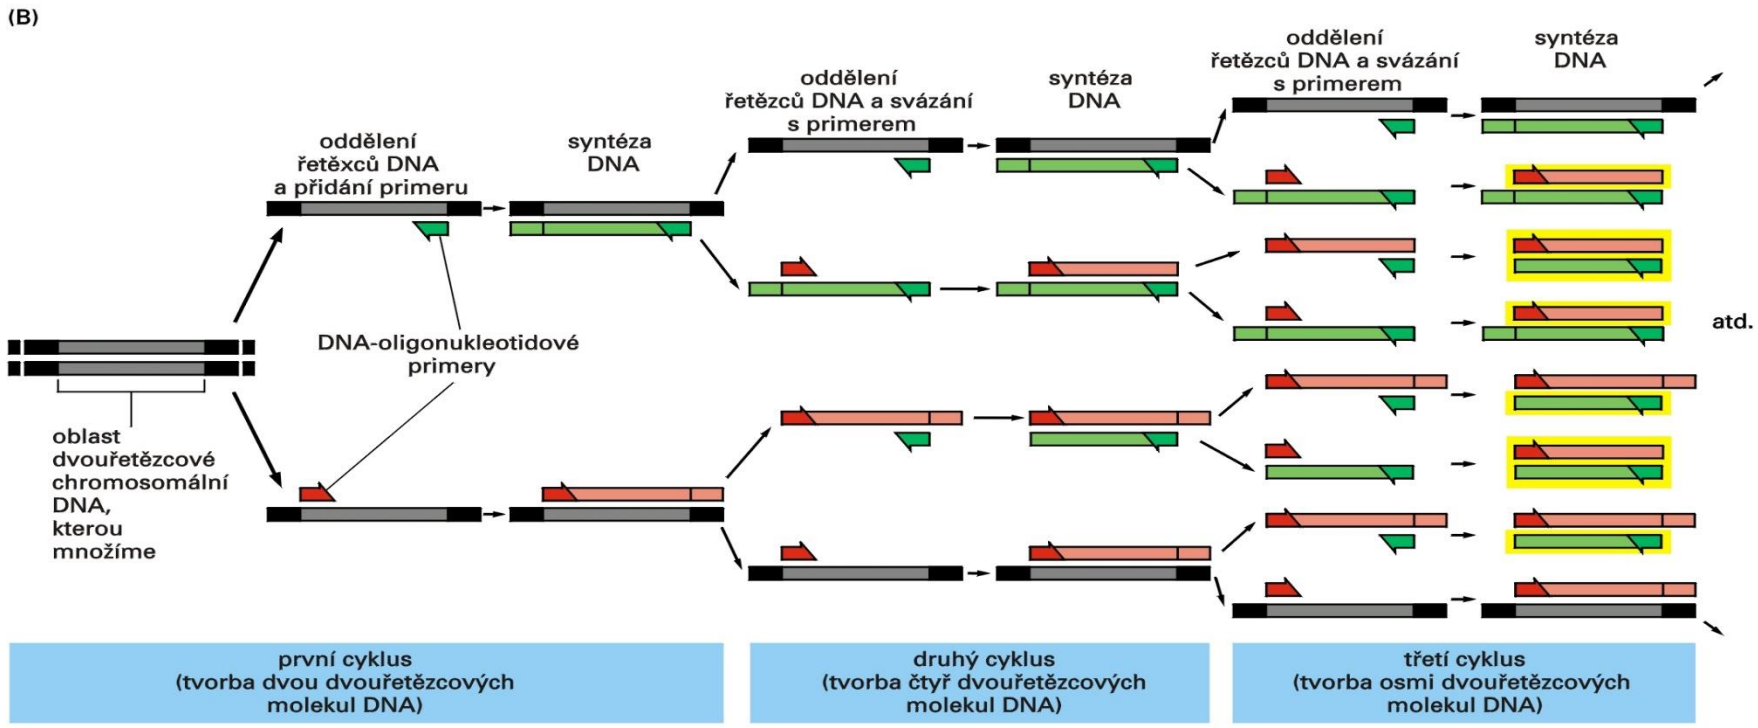 (B)
oddělení
řetěxců DNA
a přidání primeru
syntéza
DNA
oddělení
řetězců DNA a svázání
s primerem
syntéza
DNA
oddělení
řetězců DNA a svázání
s primerem
syntéza
DNA
DNA-oligonukleotidové
primery
atd.
oblast
dvouřetězcové
chromosomální
DNA,
kterou
množíme
první cyklus
(tvorba dvou dvouřetězcových
molekul DNA)
druhý cyklus
(tvorba čtyř dvouřetězcových
molekul DNA)
třetí cyklus
(tvorba osmi dvouřetězcových
molekul DNA)